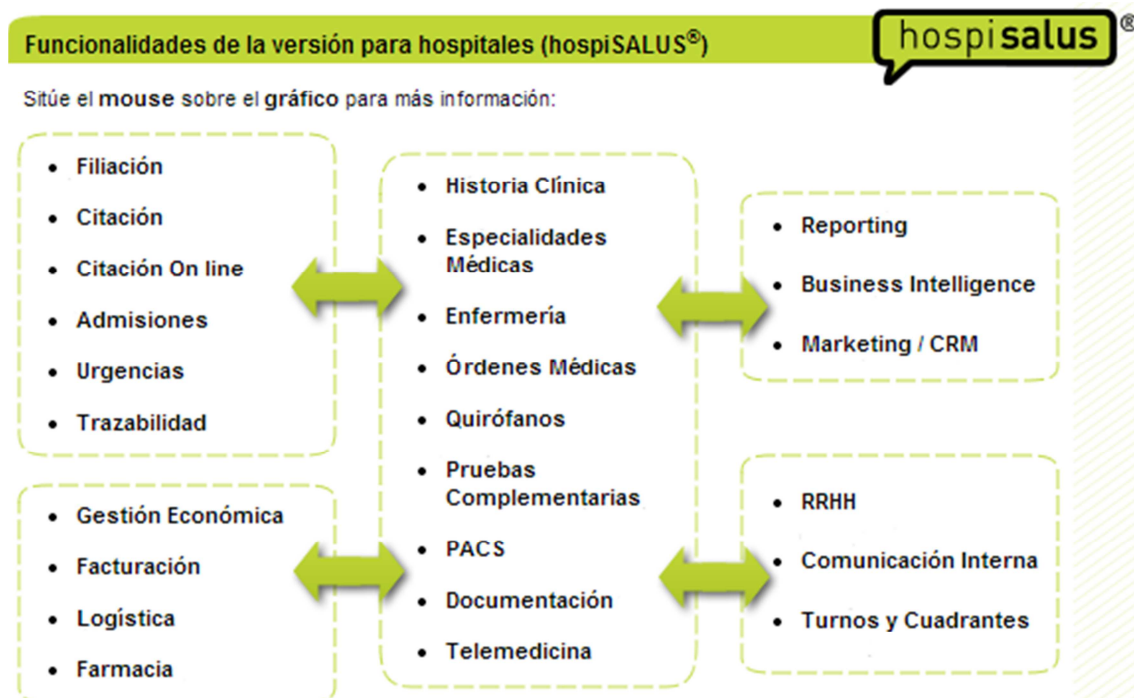 Funcionalidades de la versión para hospitales (hospiSALUS®)
hospisalus®
Sitúe el mouse sobre el gráfico para más información:
• Filiación
• Citación
• Citación On line
• Admisiones
• Urgencias
• Trazabilidad
• Gestión Económica
• Facturación
• Logística
• Farmacia
• Historia Clínica
• Especialidades
Médicas
• Enfermería
• Órdenes Médicas
• Quirófanos
• Pruebas
Complementarias
• PACS
• Documentación
• Telemedicina
• Reporting
• Business Intelligence
• Marketing / CRM
• RRHH
• Comunicación Interna
• Turnos y Cuadrantes